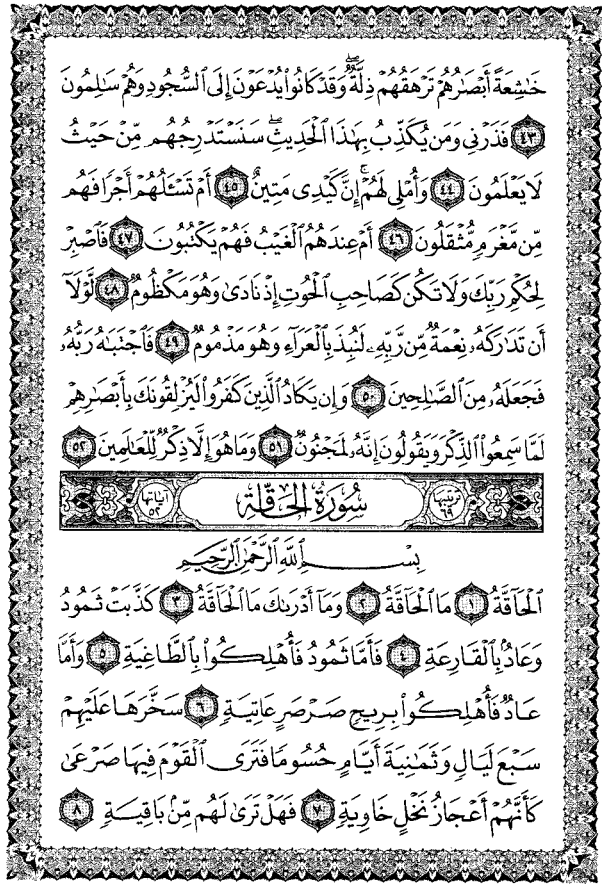 خَٰشِعَةً أَبْصَٰرُهُمْ تَرْهَقُهُمْ ذِلَّةٌ ۖ وَقَدْ كَانُوا۟ يُدْعَوْنَ إِلَى ٱلسُّجُودِ وَهُمْ سَٰلِمُونَ
٤٣ فَذَرْنِى وَمَن يُكَذِّبُ بِهَٰذَا ٱلْحَدِيثِ ۖ سَنَسْتَدْرِجُهُم مِّنْ حَيْثُ
لَا يَعْلَمُونَ ٤٤ وَأُمْلِى لَهُمْ ۚ إِنَّ كَيْدِى مَتِينٌ ٤٥ أَمْ تَسْـَٔلُهُمْ أَجْرًا فَهُم
مِّن مَّغْرَمٍ مُّثْقَلُونَ ٤٦ أَمْ عِندَهُمُ ٱلْغَيْبُ فَهُمْ يَكْتُبُونَ ٤٧ فَٱصْبِرْ
لِحُكْمِ رَبِّكَ وَلَا تَكُن كَصَاحِبِ ٱلْحُوتِ إِذْ نَادَىٰ وَهُوَ مَكْظُومٌ ٤٨ لَّوْلَآ
أَن تَدَٰرَكَهُۥ نِعْمَةٌ مِّن رَّبِّهِۦ لَنُبِذَ بِٱلْعَرَآءِ وَهُوَ مَذْمُومٌ ٤٩ فَٱجْتَبَٰهُ رَبُّهُۥ
فَجَعَلَهُۥ مِنَ ٱلصَّٰلِحِينَ ٥٠ وَإِن يَكَادُ ٱلَّذِينَ كَفَرُوا۟ لَيُزْلِقُونَكَ بِأَبْصَٰرِهِمْ
لَمَّا سَمِعُوا۟ ٱلذِّكْرَ وَيَقُولُونَ إِنَّهُۥ لَمَجْنُونٌ ٥١ وَمَا هُوَ إِلَّا ذِكْرٌ لِّلْعَٰلَمِينَ ٥٢
ترتيبها ٦٩ سُورَةُ الحَاقَّةِ آياتها ٥٢
بِسْمِ ٱللَّهِ ٱلرَّحْمَٰنِ ٱلرَّحِيمِ
ٱلْحَآقَّةُ ١ مَا ٱلْحَآقَّةُ ٢ وَمَآ أَدْرَىٰكَ مَا ٱلْحَآقَّةُ ٣ كَذَّبَتْ ثَمُودُ
وَعَادٌۢ بِٱلْقَارِعَةِ ٤ فَأَمَّا ثَمُودُ فَأُهْلِكُوا۟ بِٱلطَّاغِيَةِ ٥ وَأَمَّا
عَادٌ فَأُهْلِكُوا۟ بِرِيحٍ صَرْصَرٍ عَاتِيَةٍ ٦ سَخَّرَهَا عَلَيْهِمْ
سَبْعَ لَيَالٍ وَثَمَٰنِيَةَ أَيَّامٍ حُسُومًا فَتَرَى ٱلْقَوْمَ فِيهَا صَرْعَىٰ
كَأَنَّهُمْ أَعْجَازُ نَخْلٍ خَاوِيَةٍ ٧ فَهَلْ تَرَىٰ لَهُم مِّنۢ بَاقِيَةٍ ٨